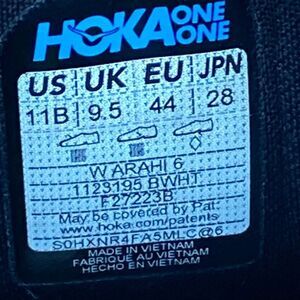 HOKA ONE ONE
US UK EU JPN
11B 9.5 44 28
W ARAHI 6
1123195 BWHT
F27223B
May be covered by Pat.
www.hoka.com/patents
S0HXNR4FA5MLC@6
MADE IN VIETNAM
FABRIQUÉ AU VIETNAM
HECHO EN VIETNAM